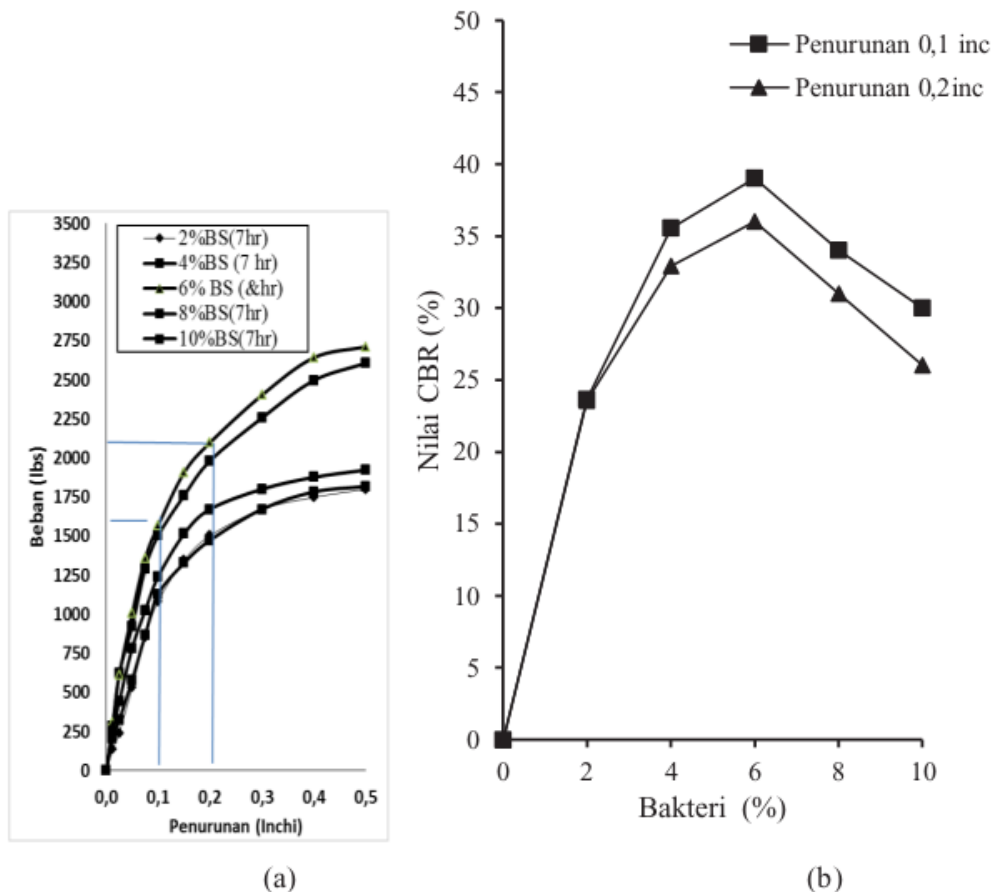 3500
3250
3000
2750
2500
2250
2000
1750
1500
1250
1000
750
500
250
0
Beban (lbs)
2%BS(7hr)
4%BS (7 hr)
6% BS (&hr)
8%BS(7hr)
10%BS(7hr)
0,0 0,1 0,2 0,3 0,4 0,5
Penurunan (Inchi)
(a)
50
45
40
35
30
25
20
15
10
5
0
Nilai CBR (%)
Penurunan 0,1 inc
Penurunan 0,2inc
0 2 4 6 8 10
Bakteri (%)
(b)